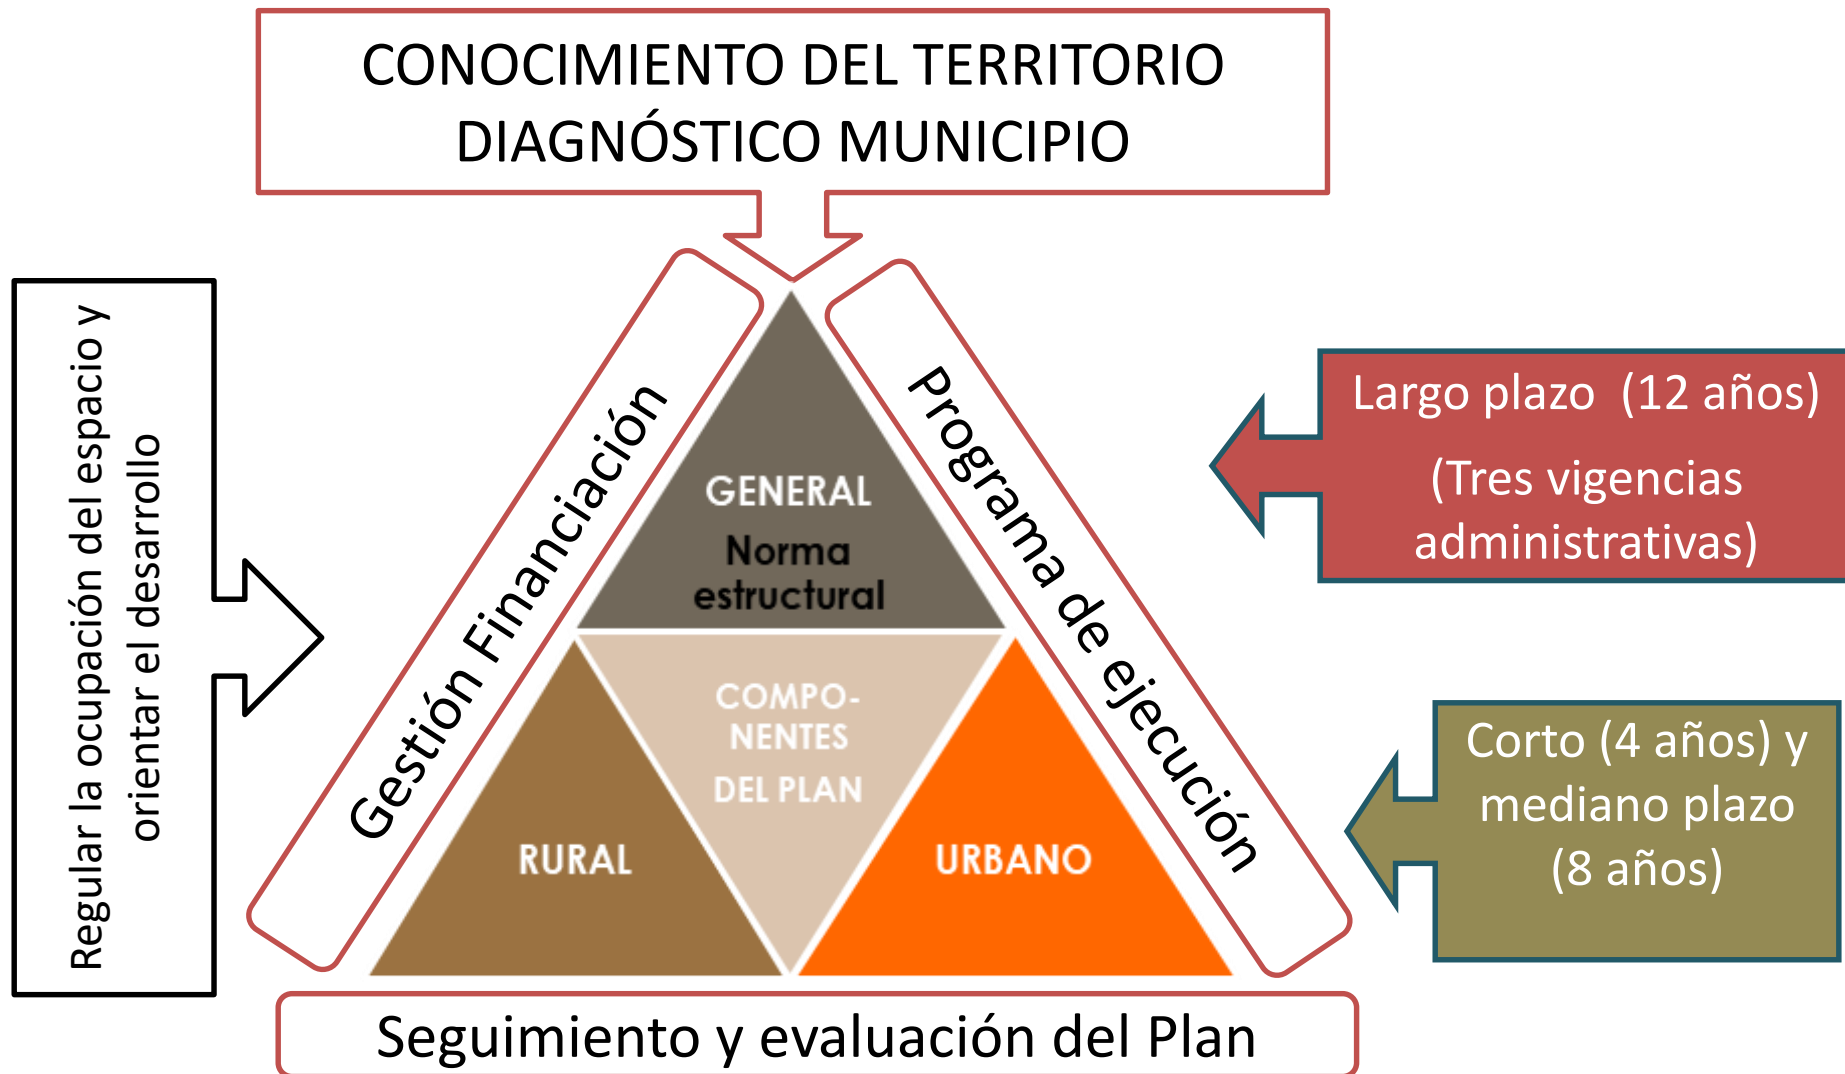 CONOCIMIENTO DEL TERRITORIO
DIAGNÓSTICO MUNICIPIO
Regular la ocupación del espacio y
orientar el desarrollo
Gestión Financiación
Programa de ejecución
GENERAL
Norma
estructural
COMPO-
NENTES
DEL PLAN
RURAL
URBANO
Largo plazo (12 años)
(Tres vigencias
administrativas)
Corto (4 años) y
mediano plazo
(8 años)
Seguimiento y evaluación del Plan